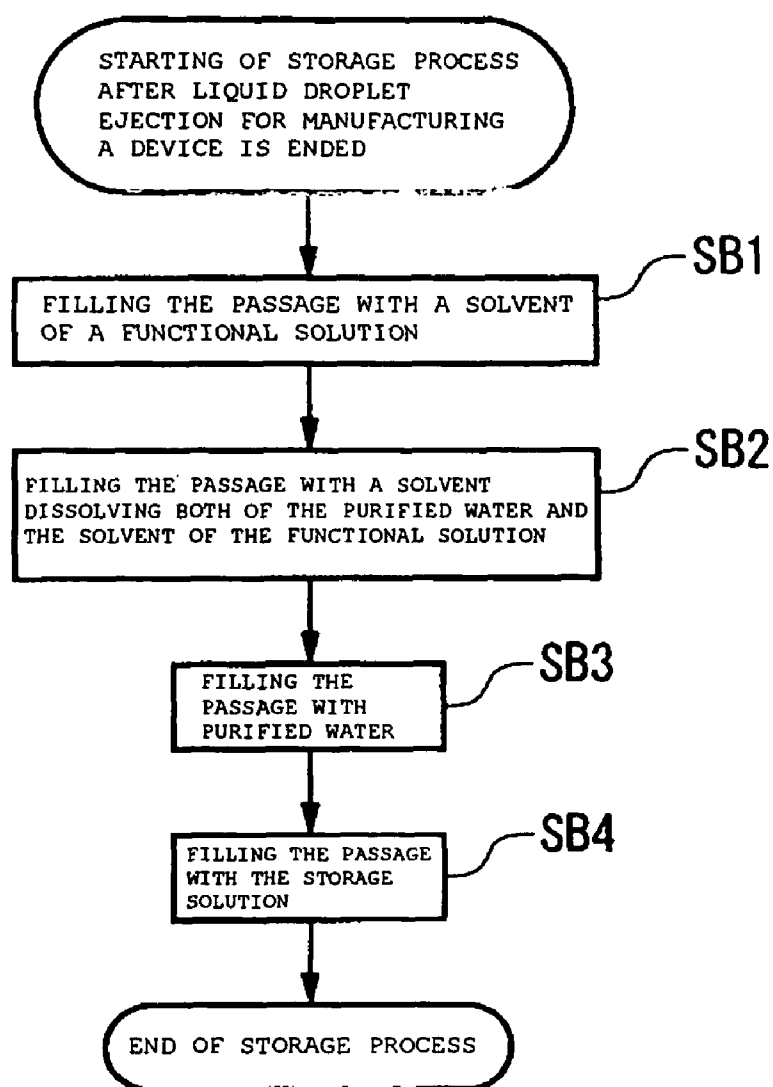 STARTING OF STORAGE PROCESS
AFTER LIQUID DROPLET
EJECTION FOR MANUFACTURING
A DEVICE IS ENDED
SB1
FILLING THE PASSAGE WITH A SOLVENT
OF A FUNCTIONAL SOLUTION
SB2
FILLING THE PASSAGE WITH A SOLVENT
DISSOLVING BOTH OF THE PURIFIED WATER AND
THE SOLVENT OF THE FUNCTIONAL SOLUTION
SB3
FILLING THE
PASSAGE WITH
PURIFIED WATER
SB4
FILLING THE PASSAGE
WITH THE STORAGE
SOLUTION
END OF STORAGE PROCESS